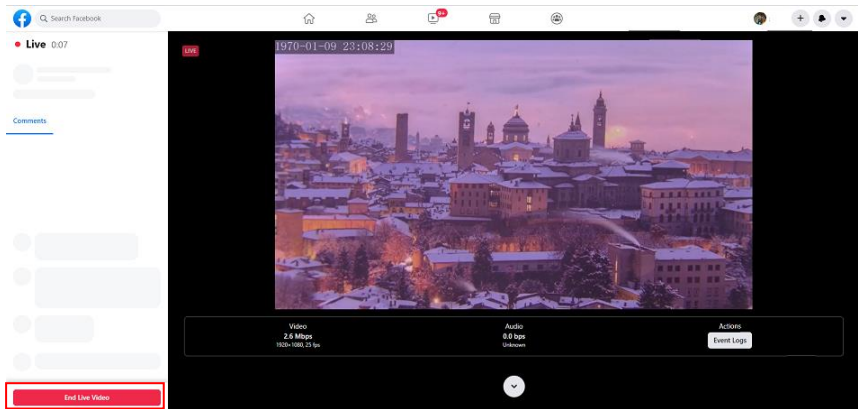 Search Facebook
9+
Live 0:07
Comments
End Live Video
LIVE
1970-01-09 23:08:29
Video
2.6 Mbps
1920×1080, 25 fps
Audio
0.0 bps
Unknown
Actions
Event Logs